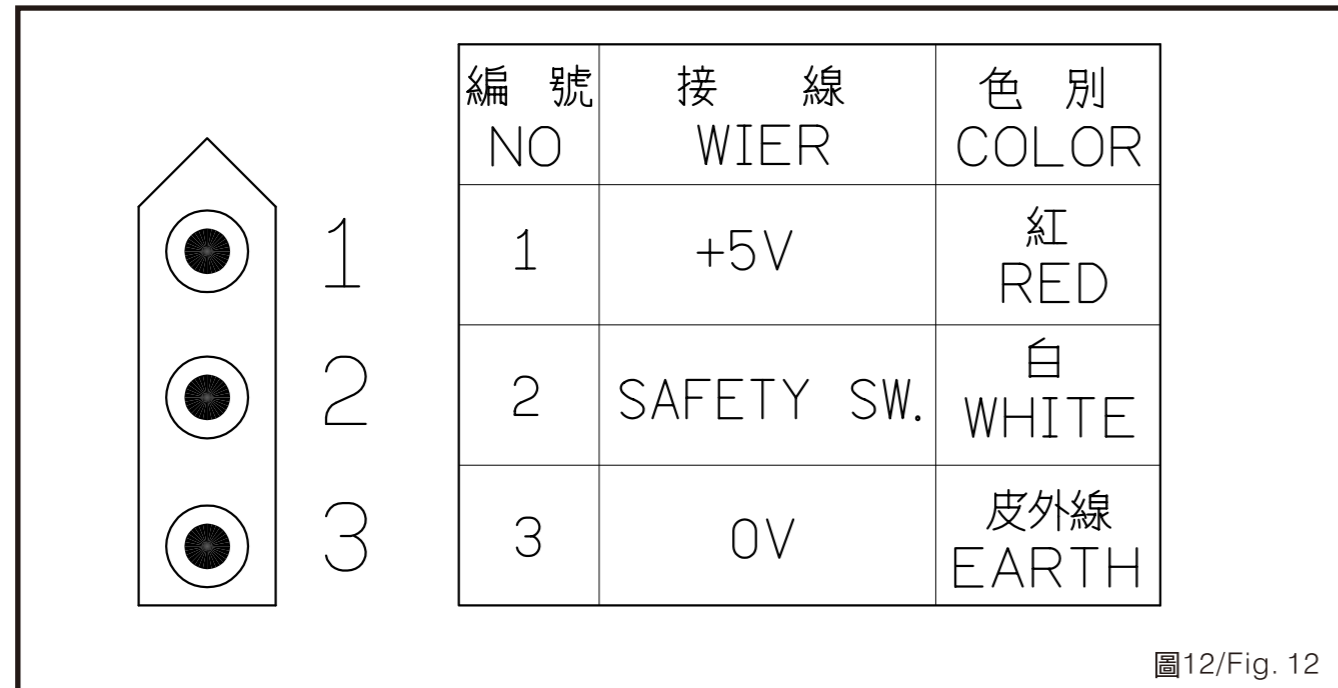 編 號 接 線 色 別
NO WIER COLOR
1 1 +5V 紅 RED
2 2 SAFETY SW. 白 WHITE
3 3 0V 皮外線 EARTH
圖12/Fig. 12